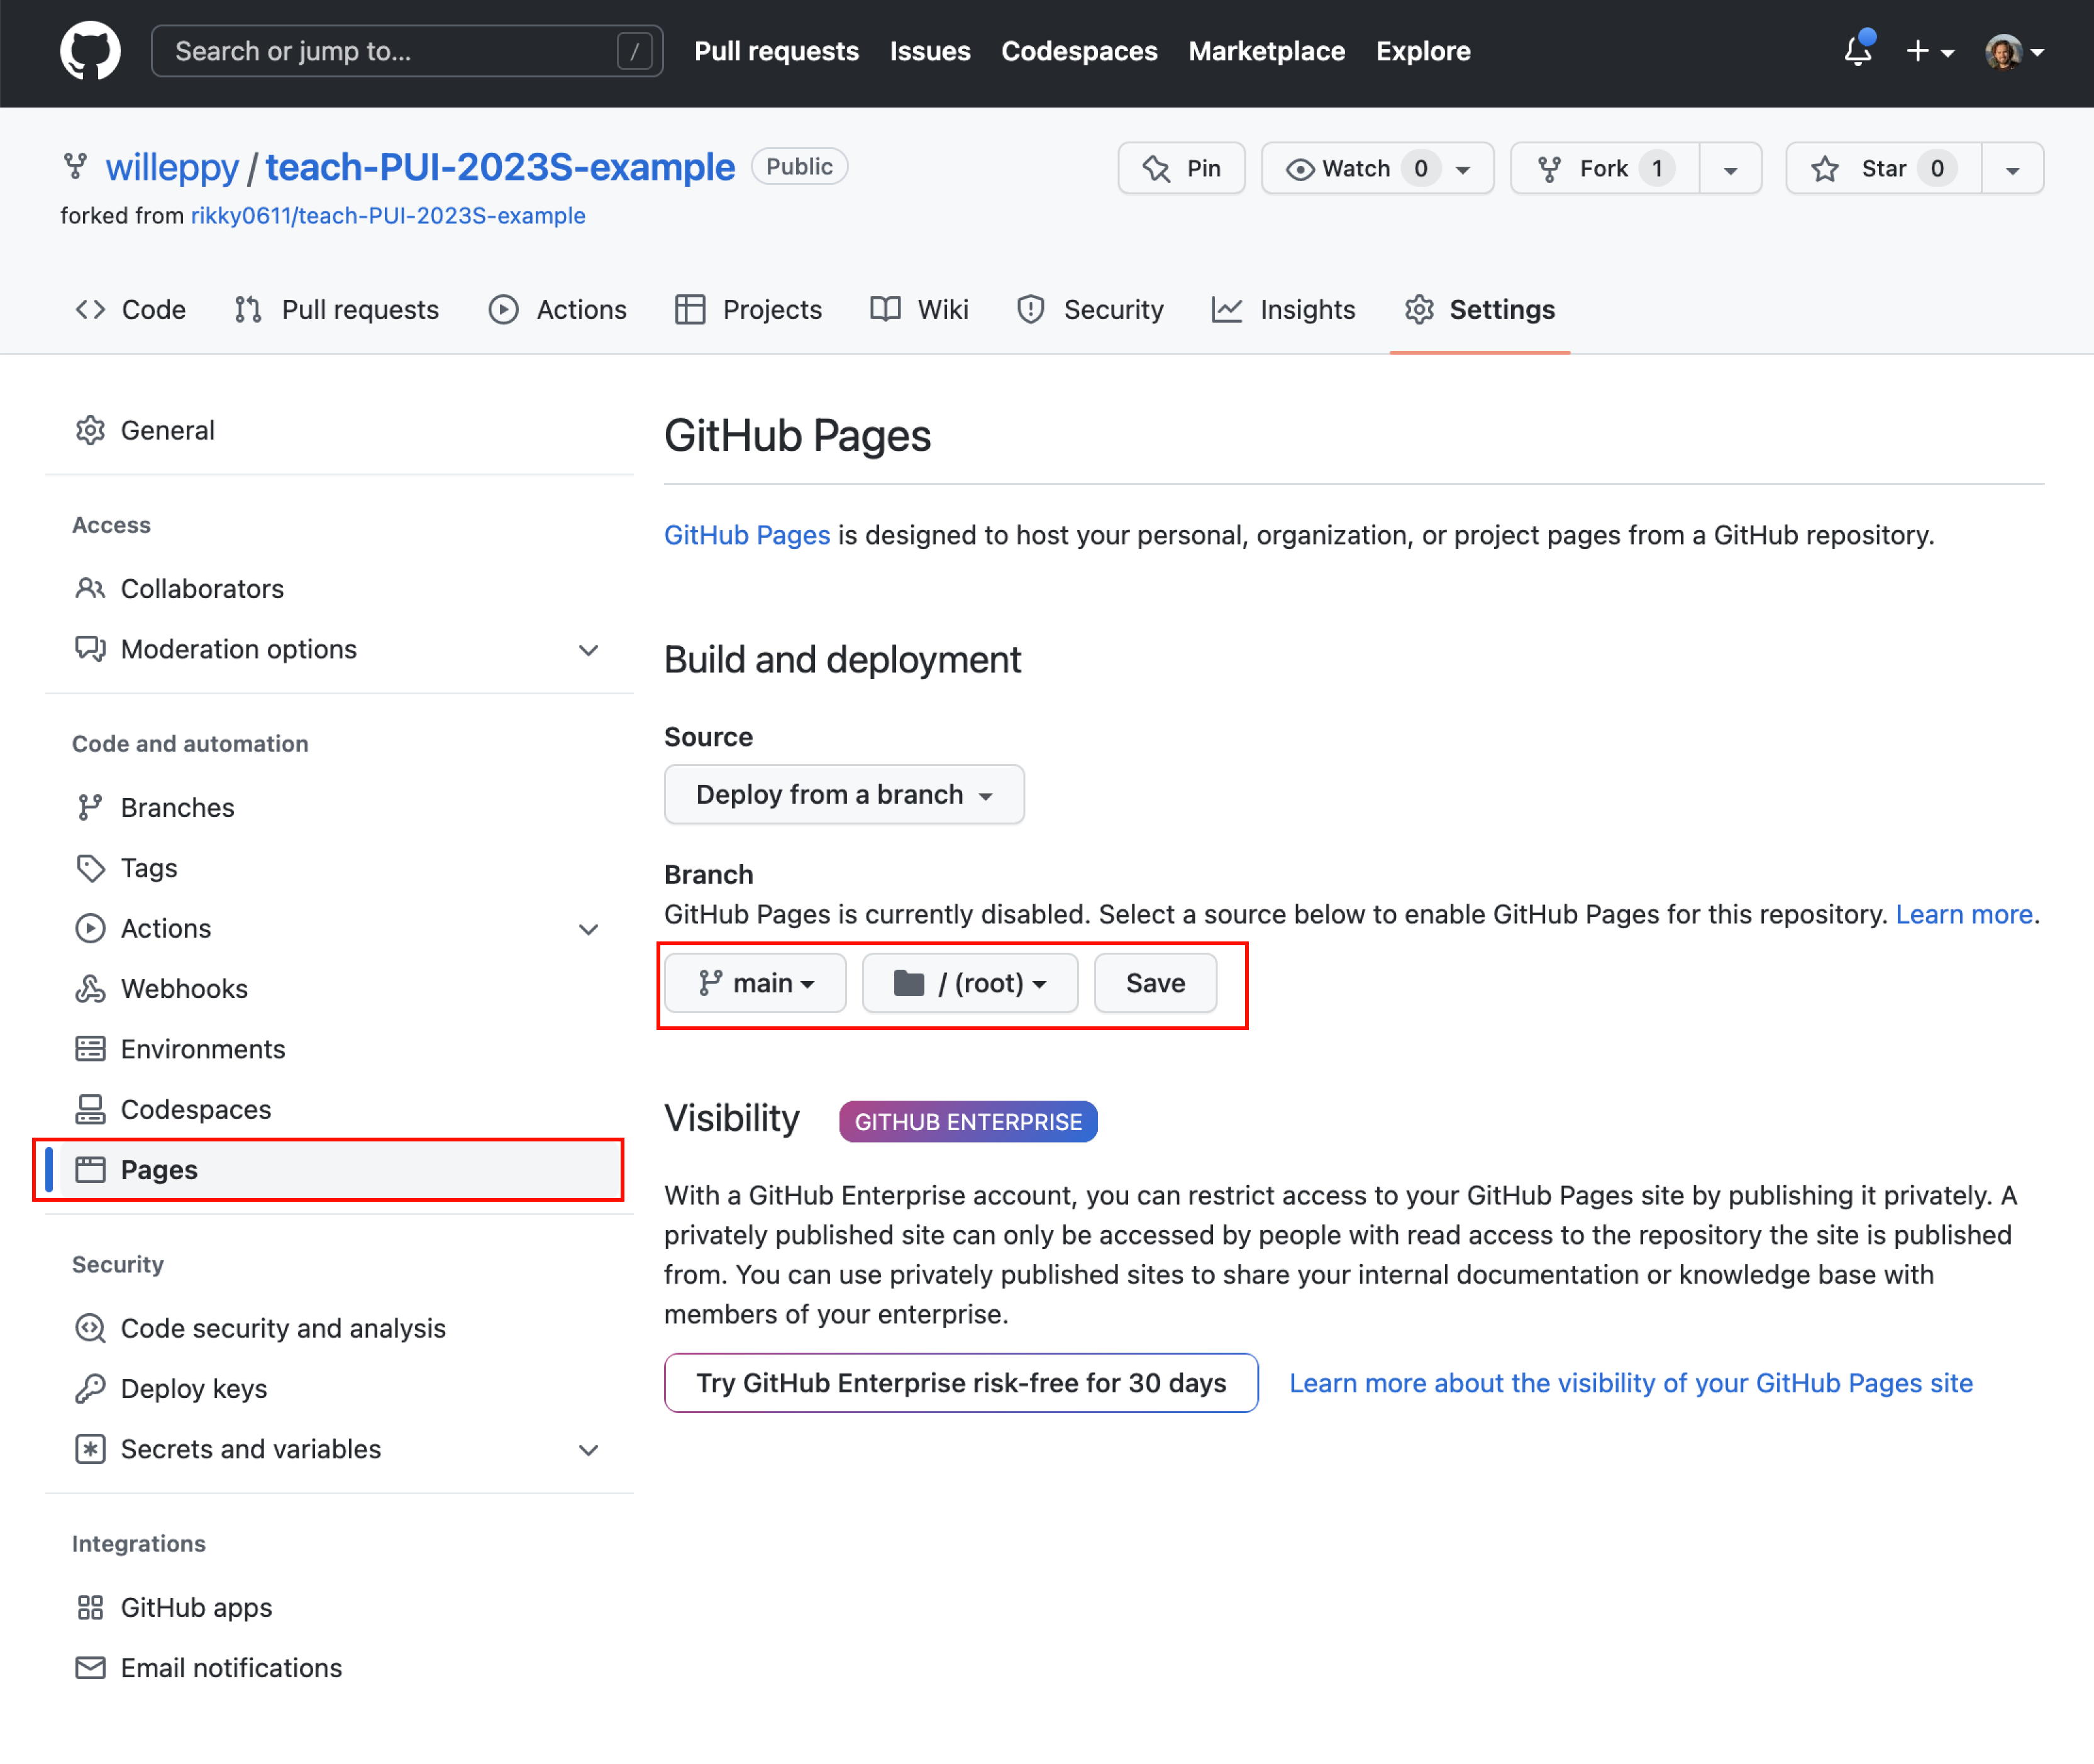 Search or jump to... /
Pull requests Issues Codespaces Marketplace Explore
willeppy / teach-PUI-2023S-example Public
Pin Watch 0 Fork 1 Star 0
forked from rikky0611/teach-PUI-2023S-example
Code Pull requests Actions Projects Wiki Security Insights Settings
General
Access
Collaborators
Moderation options
Code and automation
Branches
Tags
Actions
Webhooks
Environments
Codespaces
Pages
Security
Code security and analysis
Deploy keys
Secrets and variables
Integrations
GitHub apps
Email notifications
GitHub Pages
GitHub Pages is designed to host your personal, organization, or project pages from a GitHub repository.
Build and deployment
Source
Deploy from a branch
Branch
GitHub Pages is currently disabled. Select a source below to enable GitHub Pages for this repository. Learn more.
main / (root) Save
Visibility GITHUB ENTERPRISE
With a GitHub Enterprise account, you can restrict access to your GitHub Pages site by publishing it privately. A
privately published site can only be accessed by people with read access to the repository the site is published
from. You can use privately published sites to share your internal documentation or knowledge base with
members of your enterprise.
Try GitHub Enterprise risk-free for 30 days Learn more about the visibility of your GitHub Pages site